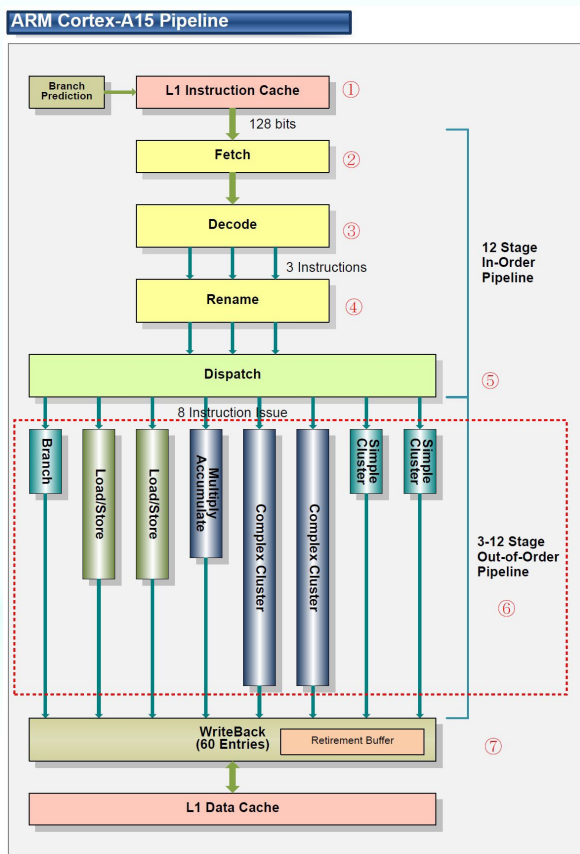 ARM Cortex-A15 Pipeline
Branch
Prediction
L1 Instruction Cache
①
128 bits
Fetch
②
Decode
③
3 Instructions
12 Stage
In-Order
Pipeline
Rename
④
Dispatch
⑤
8 Instruction Issue
Branch
Load/Store
Load/Store
Multiply
Accumulate
Complex Cluster
Complex Cluster
Simple
Cluster
Simple
Cluster
3-12 Stage
Out-of-Order
Pipeline
⑥
WriteBack
(60 Entries)
Retirement Buffer
⑦
L1 Data Cache